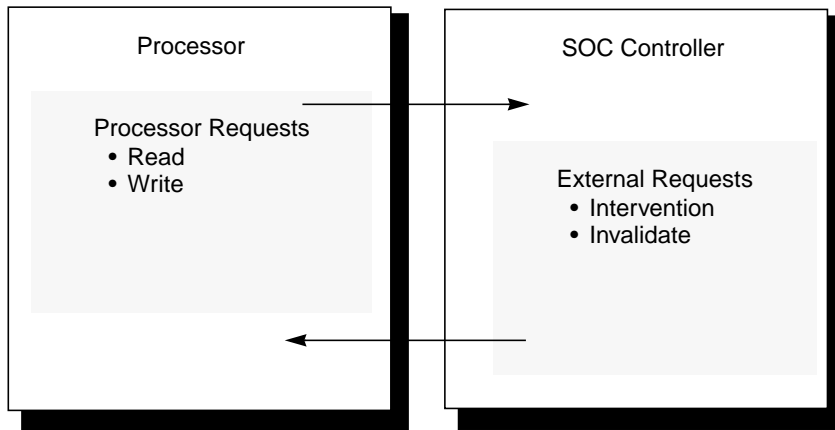 Processor
Processor Requests
• Read
• Write
SOC Controller
External Requests
• Intervention
• Invalidate